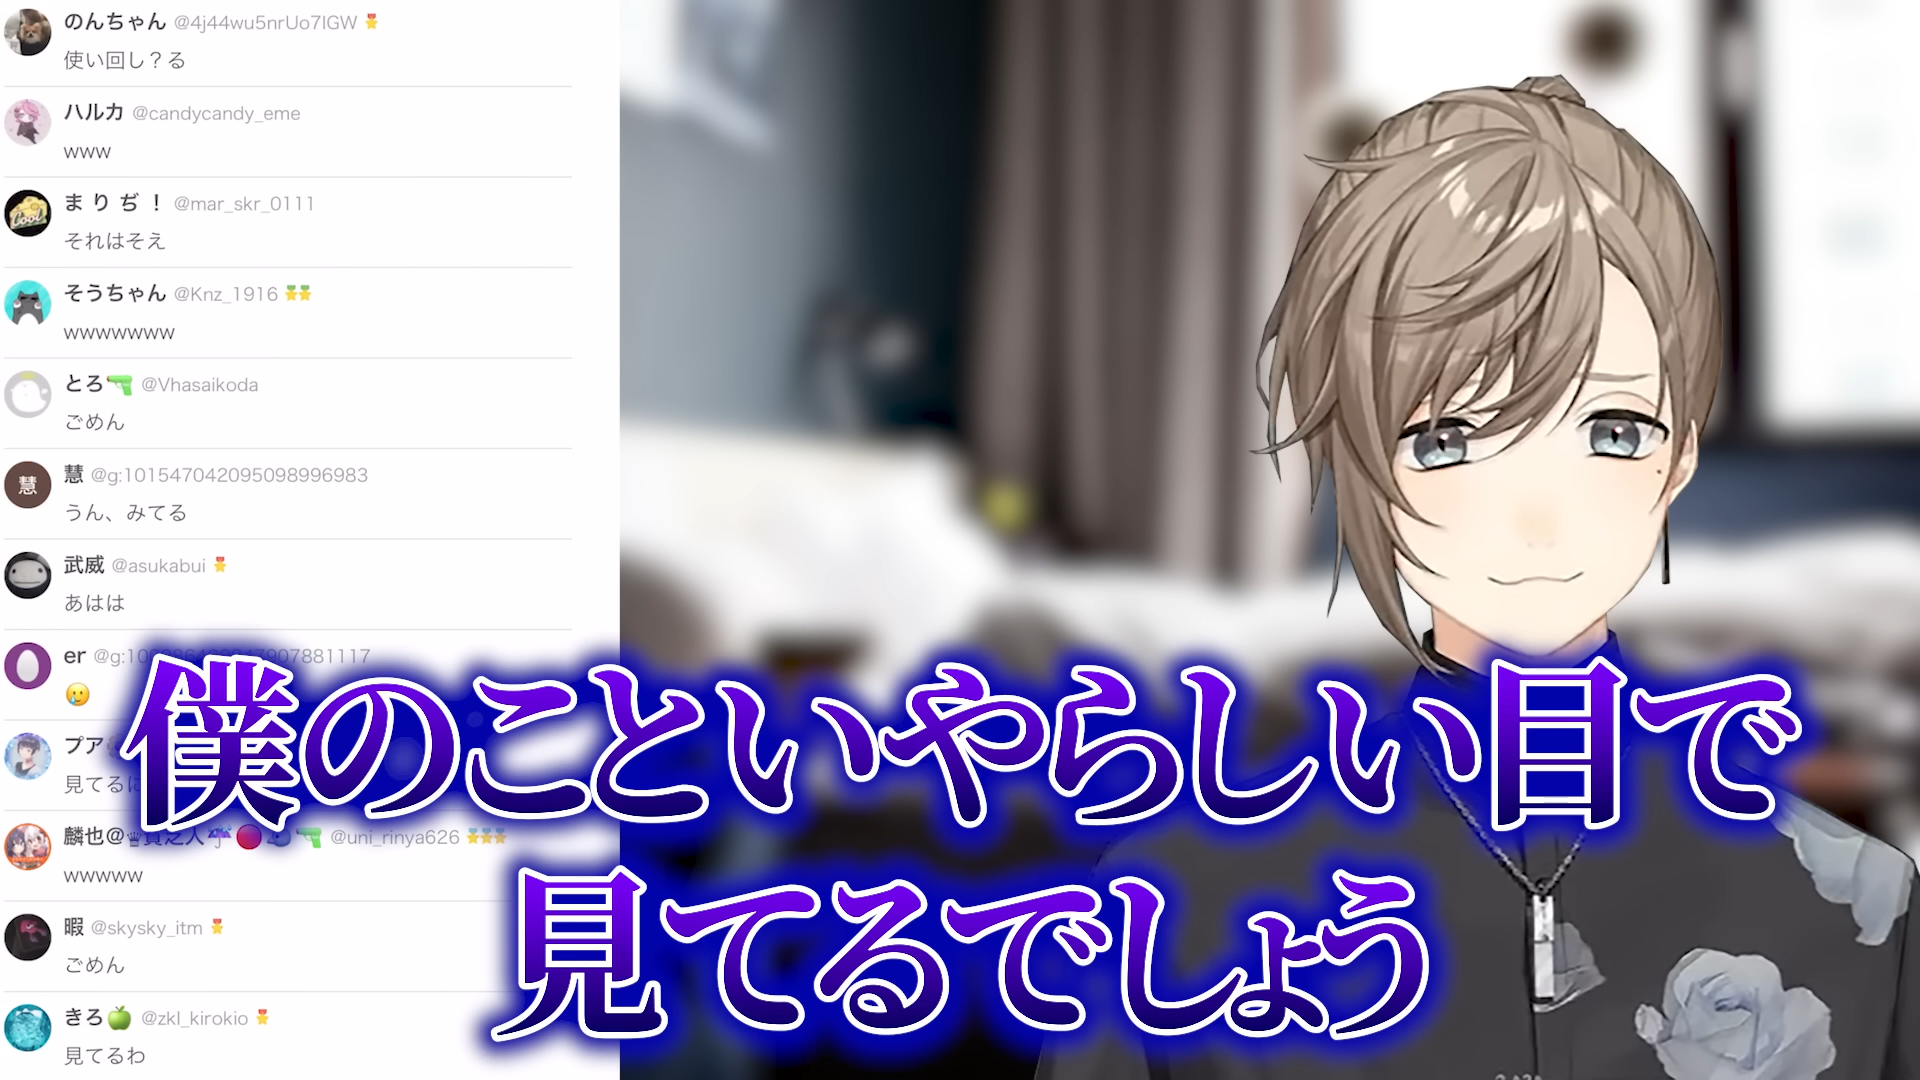 のんちゃん @4j44wu5nrUo7IGW
使い回し？る
ハルカ @candycandy_eme
www
まりぢ！ @mar_skr_0111
それはそえ
そうちゃん @Knz_1916
wwwwwww
とろ🔫 @Vhasaikoda
ごめん
慧
慧 @g:101547042095098996983
うん、みてる
武威 @asukabui
あはは
er
🥲
プア
見てる
麟也@ @uni_rinya626
wwwww
暇 @skysky_itm
ごめん
きろ🍏 @zkl_kirokio
見てるわ
僕のこといやらしい目で
見てるでしょう